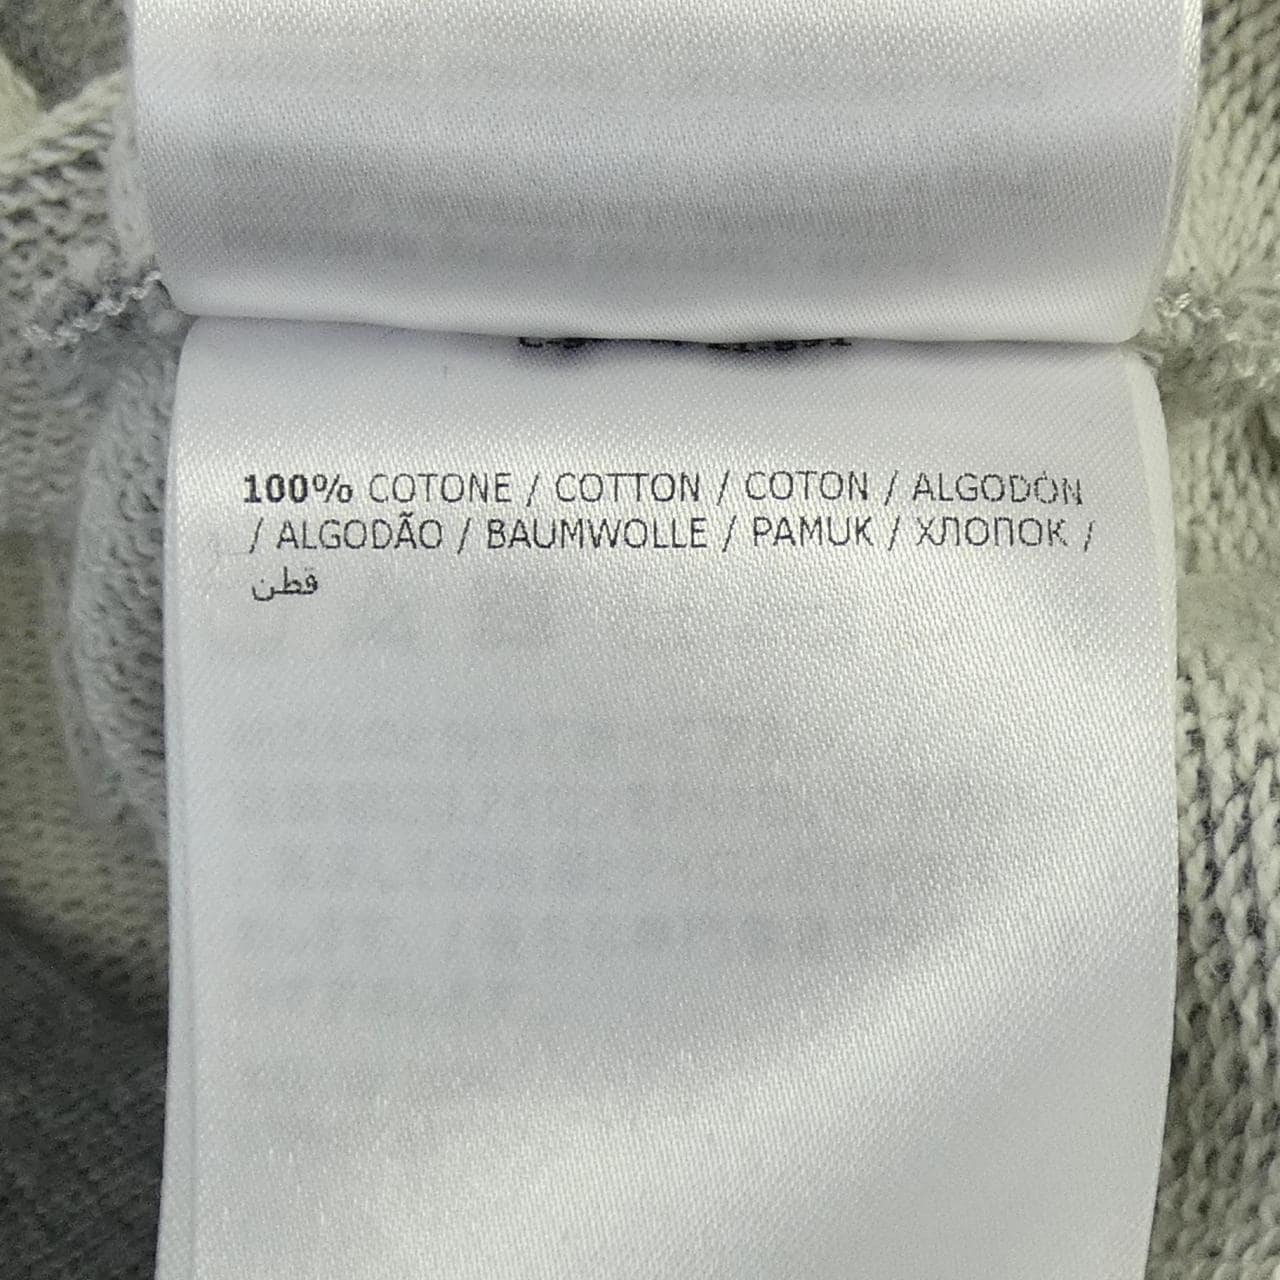 100% COTONE / COTTON / COTON / ALGODÓN
/ ALGODÃO / BAUMWOLLE / PAMUK / ХЛОПОК /
قطن